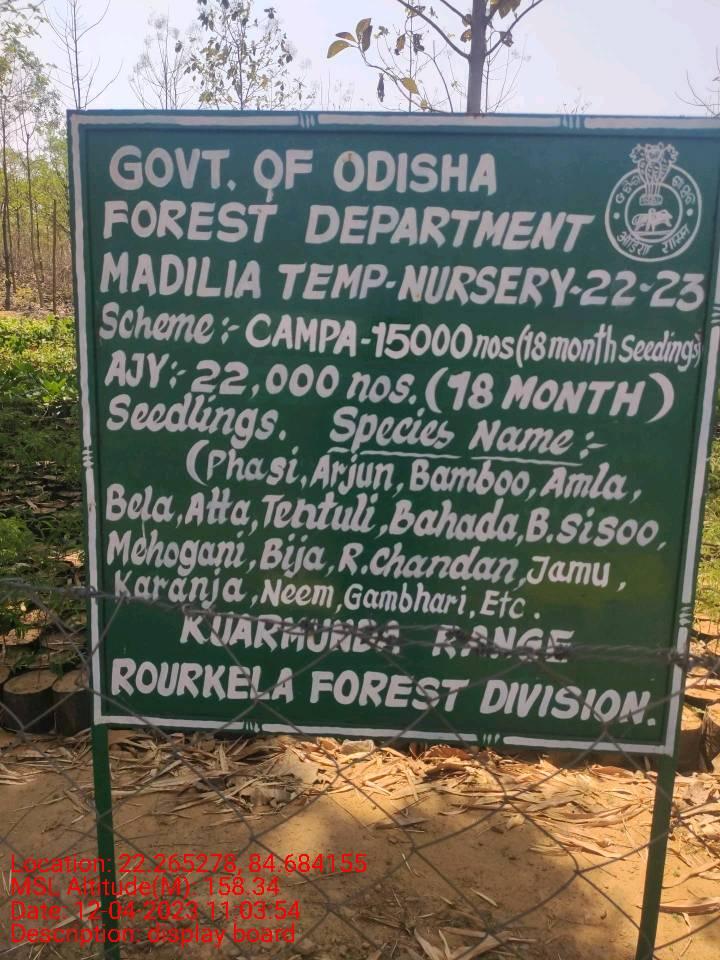 GOVT. OF ODISHA
FOREST DEPARTMENT
MADILIA TEMP-NURSERY-22-23
Scheme:- CAMPA-15000 nos (18 month Seedings)
AJY:- 22,000 nos. (18 MONTH)
Seedlings. Species Name:-
(Phasi, Arjun, Bamboo, Amla,
Bela, Atta, Tentuli, Bahada, B.sisoo,
Mehogani, Bija, R.Chandan, Jamu,
Karanja, Neem, Gambhari, Etc.
KUARMUNDA RANGE
ROURKELA FOREST DIVISION.
Location: 22.265278, 84.684155
MSL Altitude(M): 158.34
Date: 12-04-2023 11:03:54
Description: display board